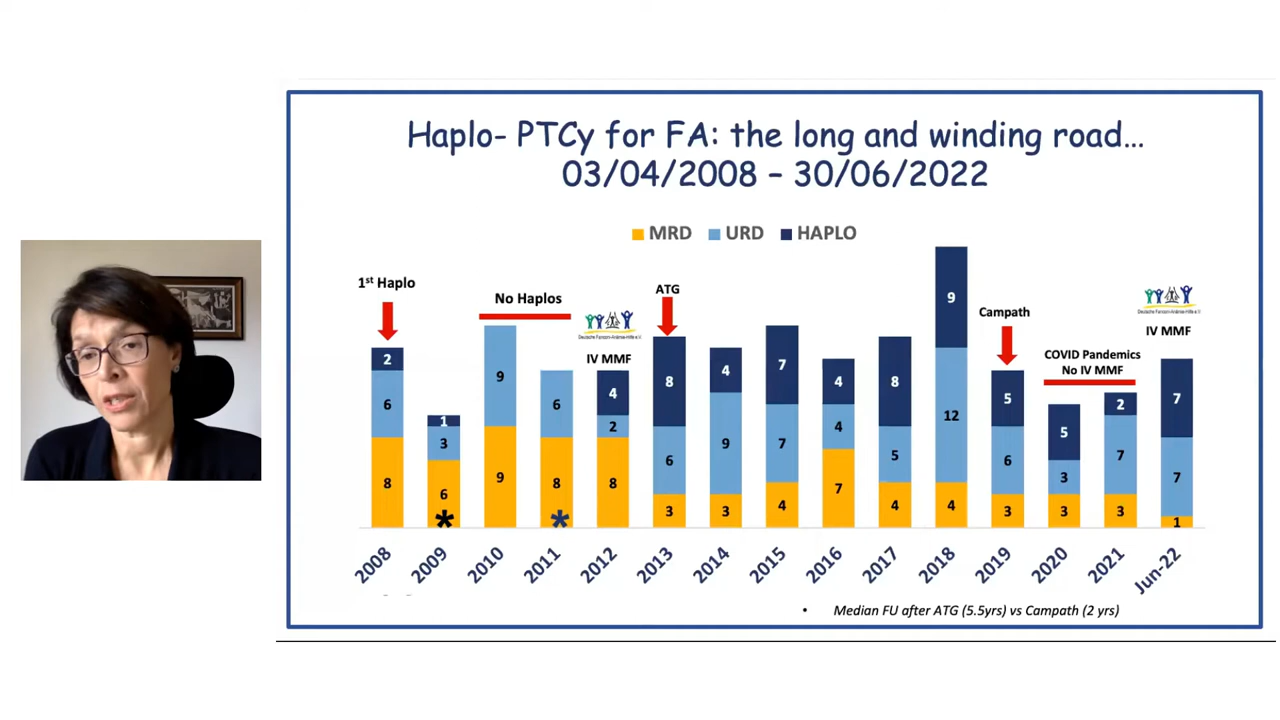 Haplo- PTCy for FA: the long and winding road…
03/04/2008 – 30/06/2022
MRD URD HAPLO
1st Haplo
No Haplos
IV MMF
ATG
Campath
COVID Pandemics
No IV MMF
Deutsche Fanconi-Anämie-Hilfe e.V.
IV MMF
2 6 8
1 3 6 *
9 9
6 8 *
4 2 8
8 6 3
4 9 3
7 7 4
4 4 7
8 5 4
9 12 4
5 6 3
5 3 3
2 7 3
7 7 1
2008 2009 2010 2011 2012 2013 2014 2015 2016 2017 2018 2019 2020 2021 Jun-22
• Median FU after ATG (5.5yrs) vs Campath (2 yrs)